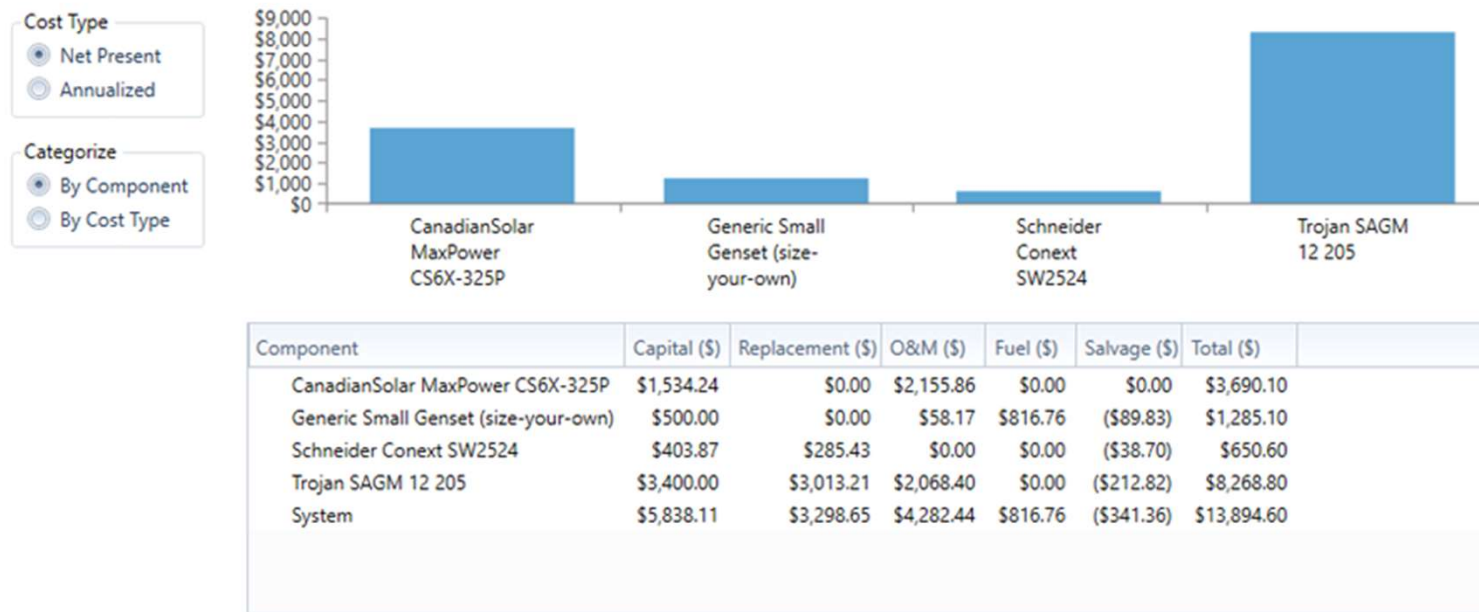 Cost Type
Net Present
Annualized
Categorize
By Component
By Cost Type
$9,000
$8,000
$7,000
$6,000
$5,000
$4,000
$3,000
$2,000
$1,000
$0
CanadianSolar
MaxPower
CS6X-325P
Generic Small
Genset (size-
your-own)
Schneider
Conext
SW2524
Trojan SAGM
12 205
Component Capital ($) Replacement ($) O&M ($) Fuel ($) Salvage ($) Total ($)
CanadianSolar MaxPower CS6X-325P $1,534.24 $0.00 $2,155.86 $0.00 $0.00 $3,690.10
Generic Small Genset (size-your-own) $500.00 $0.00 $58.17 $816.76 ($89.83) $1,285.10
Schneider Conext SW2524 $403.87 $285.43 $0.00 $0.00 ($38.70) $650.60
Trojan SAGM 12 205 $3,400.00 $3,013.21 $2,068.40 $0.00 ($212.82) $8,268.80
System $5,838.11 $3,298.65 $4,282.44 $816.76 ($341.36) $13,894.60